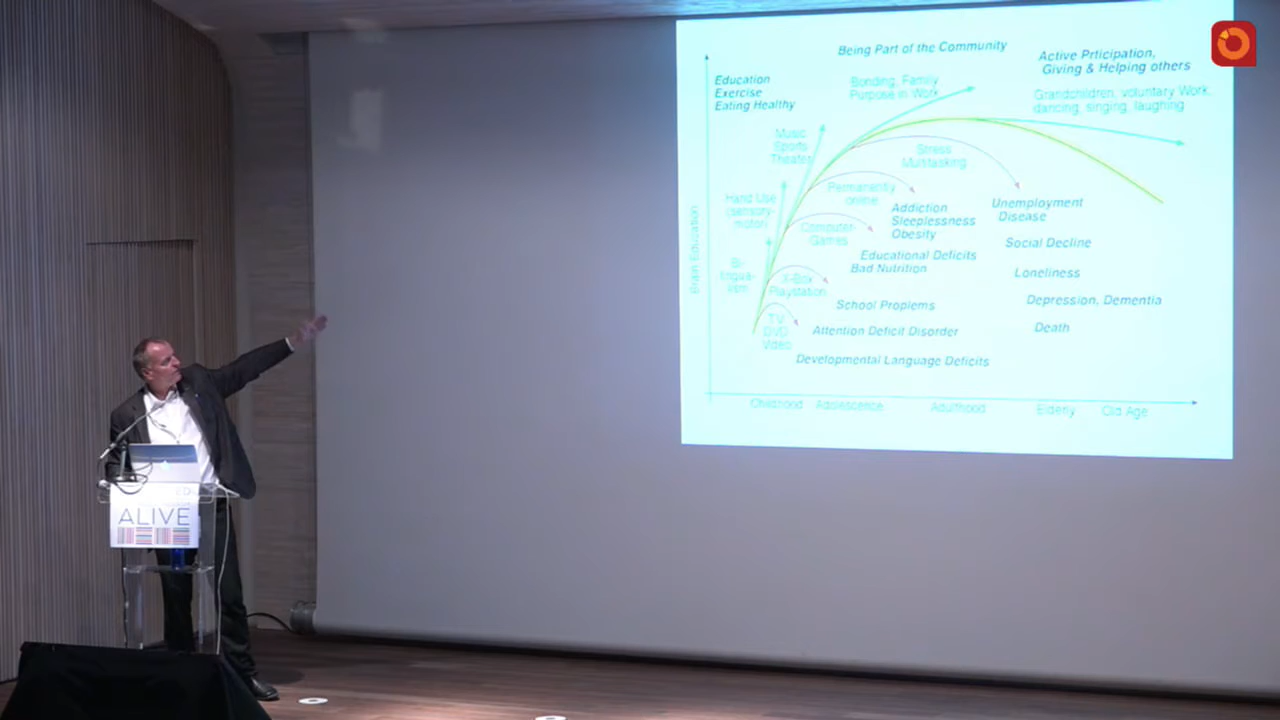 Being Part of the Community
Active Prticipation,
Giving & Helping others
Education
Exercise
Eating Healthy
Bonding, Family
Purpose in Work
Grandchildren, voluntary Work,
dancing, singing, laughing
Music
Sports
Theater
Stress
Multasking
Permanently
online
Hand Use
(sensory-
motor)
Addiction
Sleeplessness
Obesity
Unemployment
Disease
Computer-
Games
Social Decline
Educational Deficits
Bad Nutrition
Bi-
lingua-
lism
X-Box
Playstation
Loneliness
School Proplems
Depression, Dementia
TV
DVD
Video
Attention Deficit Disorder
Death
Developmental Language Deficits
Brain Education
Childhood
Adolescence
Adulthood
Elderly
Old Age
ED
ALIVE